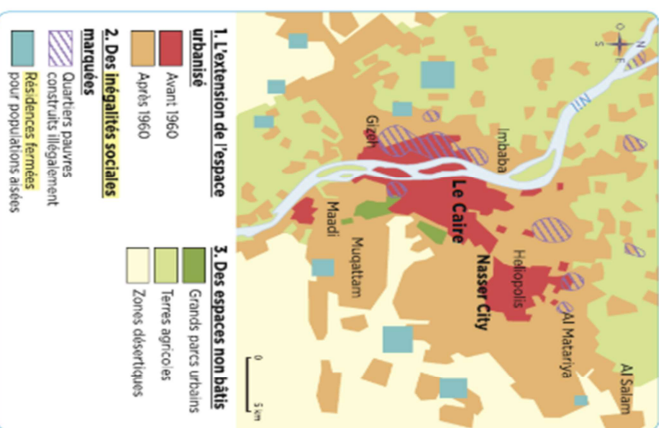 N
O
E
S
NIL
Imbaba
Gizeh
Le Caire
Heliopolis
Nasser City
Al Matariya
Al Salam
Maadi
Muqattam
0 5 km
1. L'extension de l'espace
urbanisé
Avant 1960
Après 1960
2. Des inégalités sociales
marquées
Quartiers pauvres
construits illégalement
Résidences fermées
pour populations aisées
3. Des espaces non bâtis
Grands parcs urbains
Terres agricoles
Zones désertiques